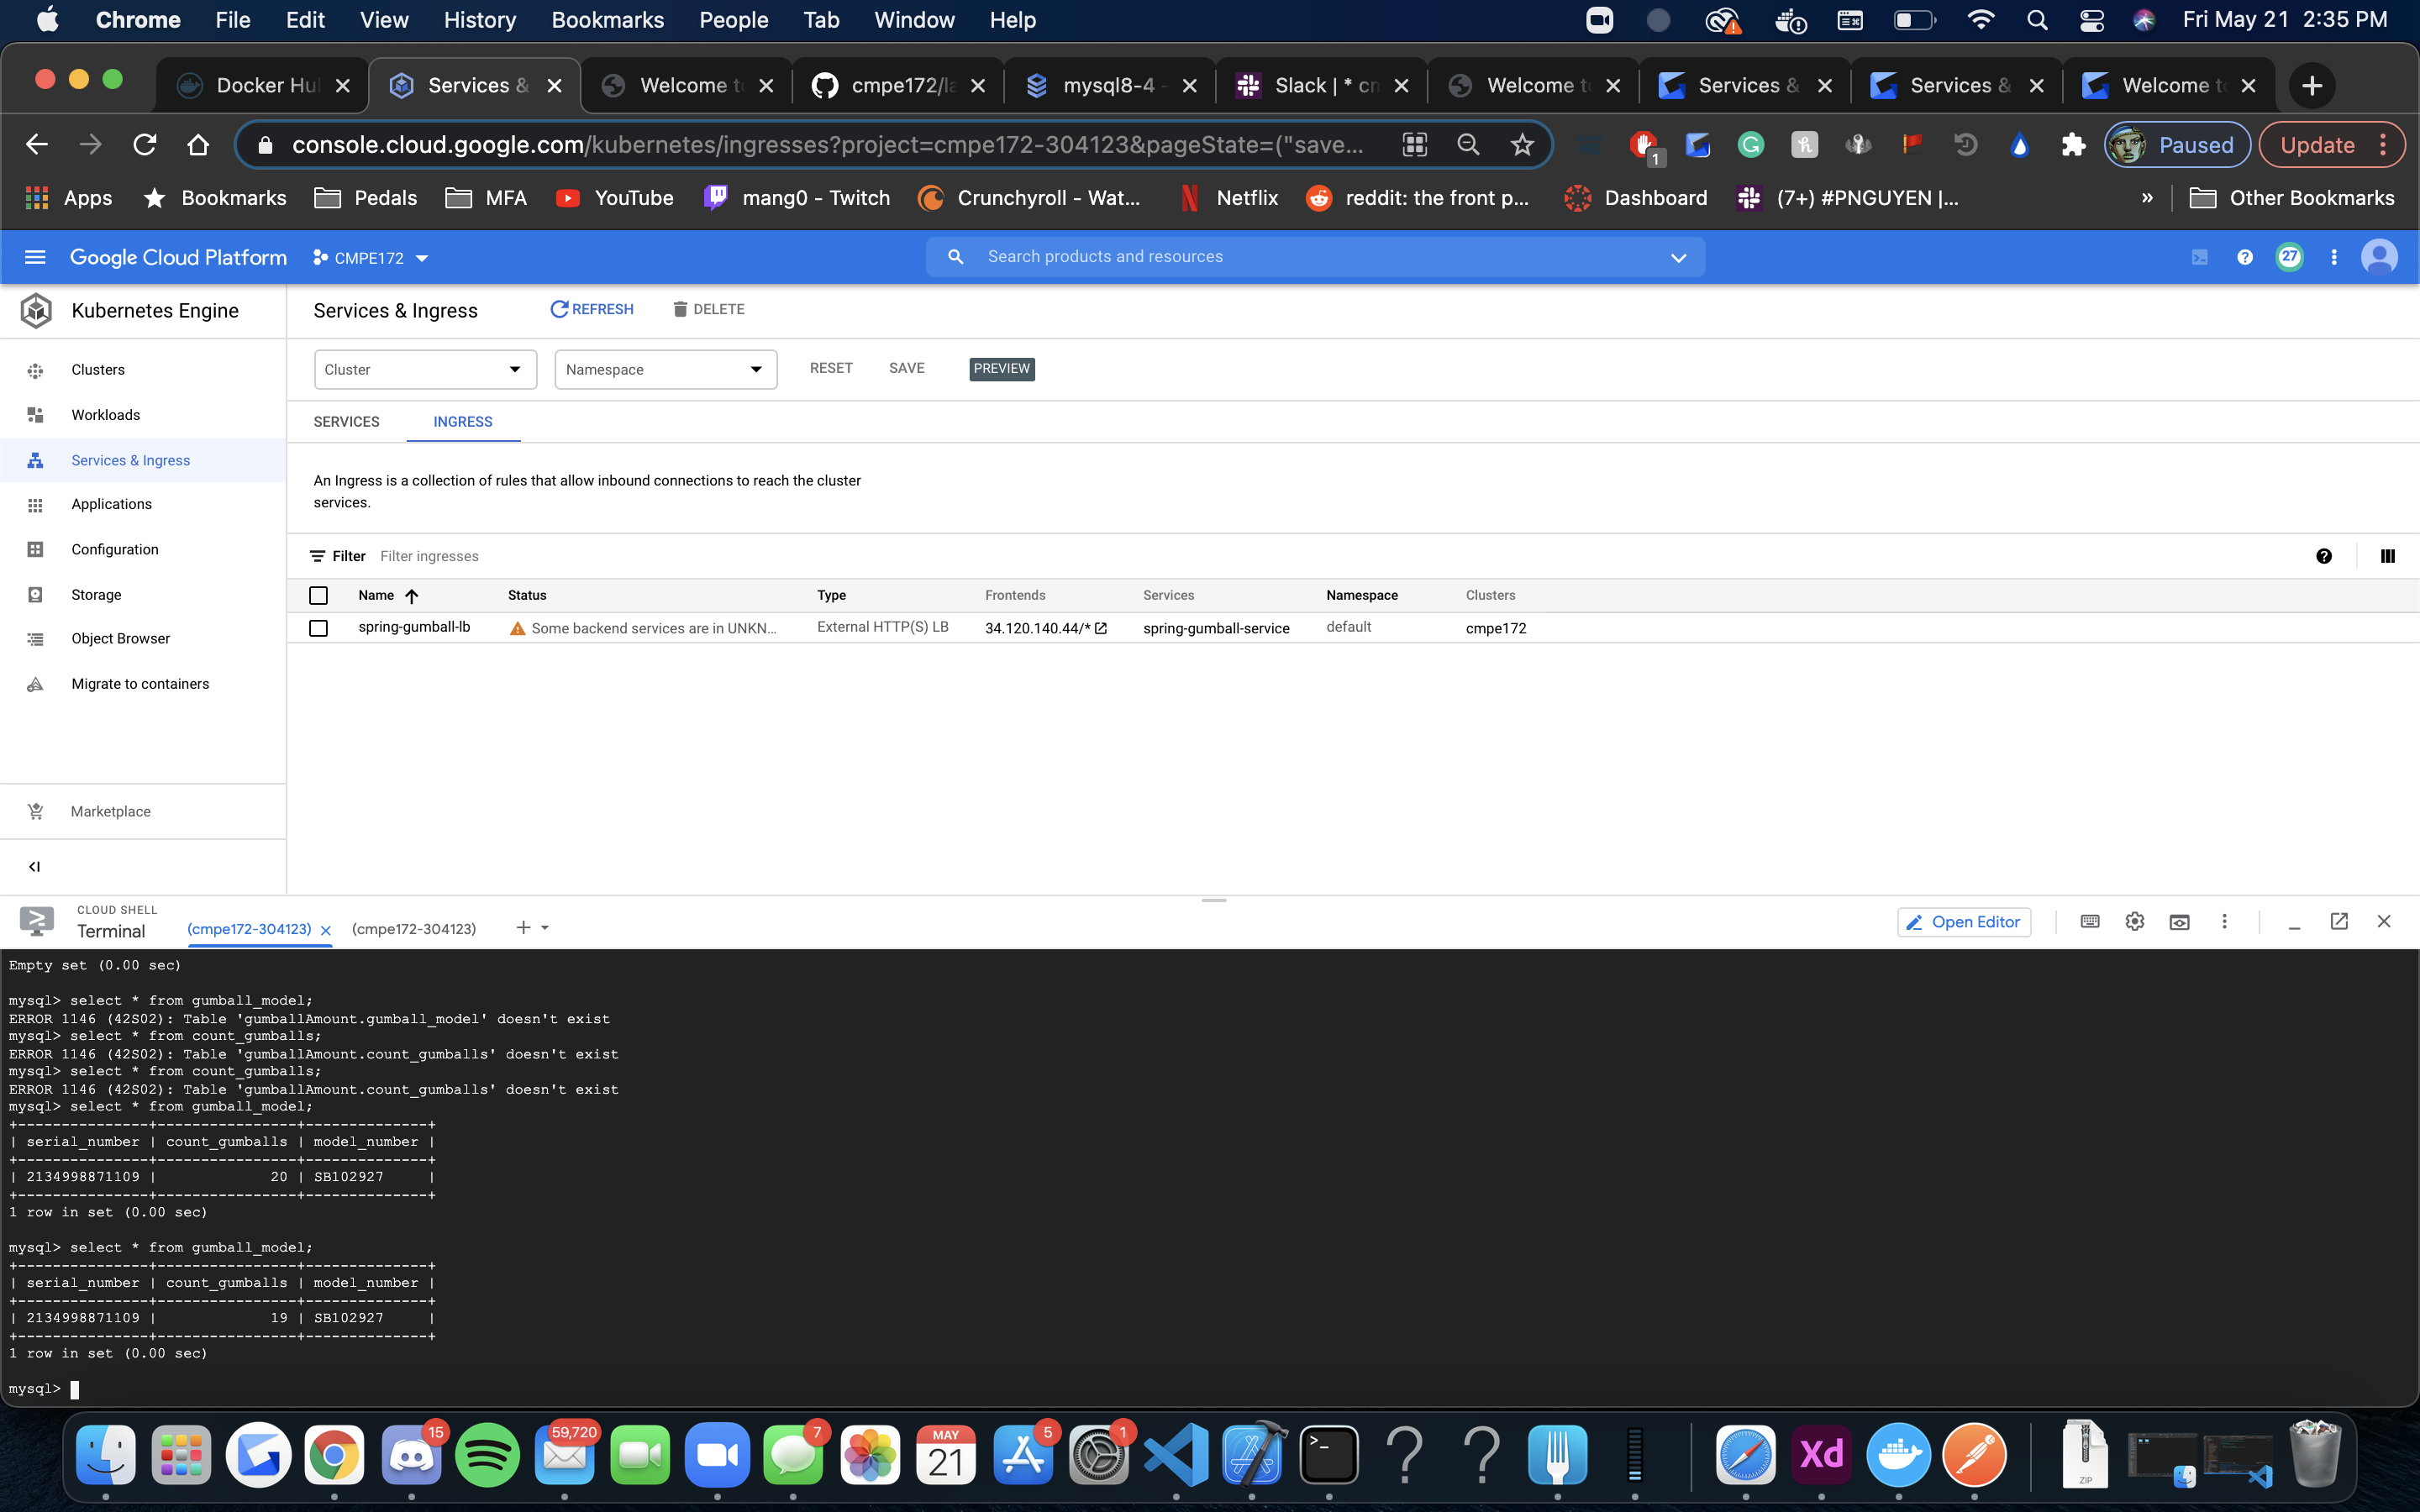 Chrome File Edit View History Bookmarks People Tab Window Help Fri May 21 2:35 PM
Docker Hu Services & Welcome to cmpe172/la mysql8-4 - Slack | * cm Welcome to Services & Services & Welcome to
console.cloud.google.com/kubernetes/ingresses?project=cmpe172-304123&pageState=("save... 1 Paused Update
Apps Bookmarks Pedals MFA YouTube mang0 - Twitch Crunchyroll - Wat... Netflix reddit: the front p... Dashboard (7+) #PNGUYEN |... » Other Bookmarks
Google Cloud Platform CMPE172 Search products and resources 27
Kubernetes Engine
Clusters
Workloads
Services & Ingress
Applications
Configuration
Storage
Object Browser
Migrate to containers
Marketplace
Services & Ingress REFRESH DELETE
Cluster Namespace RESET SAVE PREVIEW
SERVICES INGRESS
An Ingress is a collection of rules that allow inbound connections to reach the cluster
services.
Filter Filter ingresses
Name Status Type Frontends Services Namespace Clusters
spring-gumball-lb Some backend services are in UNKN... External HTTP(S) LB 34.120.140.44/* spring-gumball-service default cmpe172
CLOUD SHELL
Terminal (cmpe172-304123) (cmpe172-304123) Open Editor
Empty set (0.00 sec)
mysql> select * from gumball_model;
ERROR 1146 (42S02): Table 'gumballAmount.gumball_model' doesn't exist
mysql> select * from count_gumballs;
ERROR 1146 (42S02): Table 'gumballAmount.count_gumballs' doesn't exist
mysql> select * from count_gumballs;
ERROR 1146 (42S02): Table 'gumballAmount.count_gumballs' doesn't exist
mysql> select * from gumball_model;
+---------------+----------------+--------------+
| serial_number | count_gumballs | model_number |
+---------------+----------------+--------------+
| 2134998871109 | 20 | SB102927 |
+---------------+----------------+--------------+
1 row in set (0.00 sec)
mysql> select * from gumball_model;
+---------------+----------------+--------------+
| serial_number | count_gumballs | model_number |
+---------------+----------------+--------------+
| 2134998871109 | 19 | SB102927 |
+---------------+----------------+--------------+
1 row in set (0.00 sec)
mysql>
15 59,720 7 MAY 21 5 1 Xd ZIP